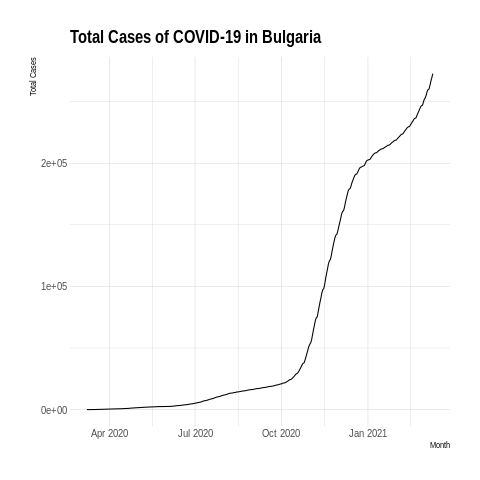 Total Cases of COVID-19 in Bulgaria
Total Cases
2e+05
1e+05
0e+00
Apr 2020 Jul 2020 Oct 2020 Jan 2021
Month